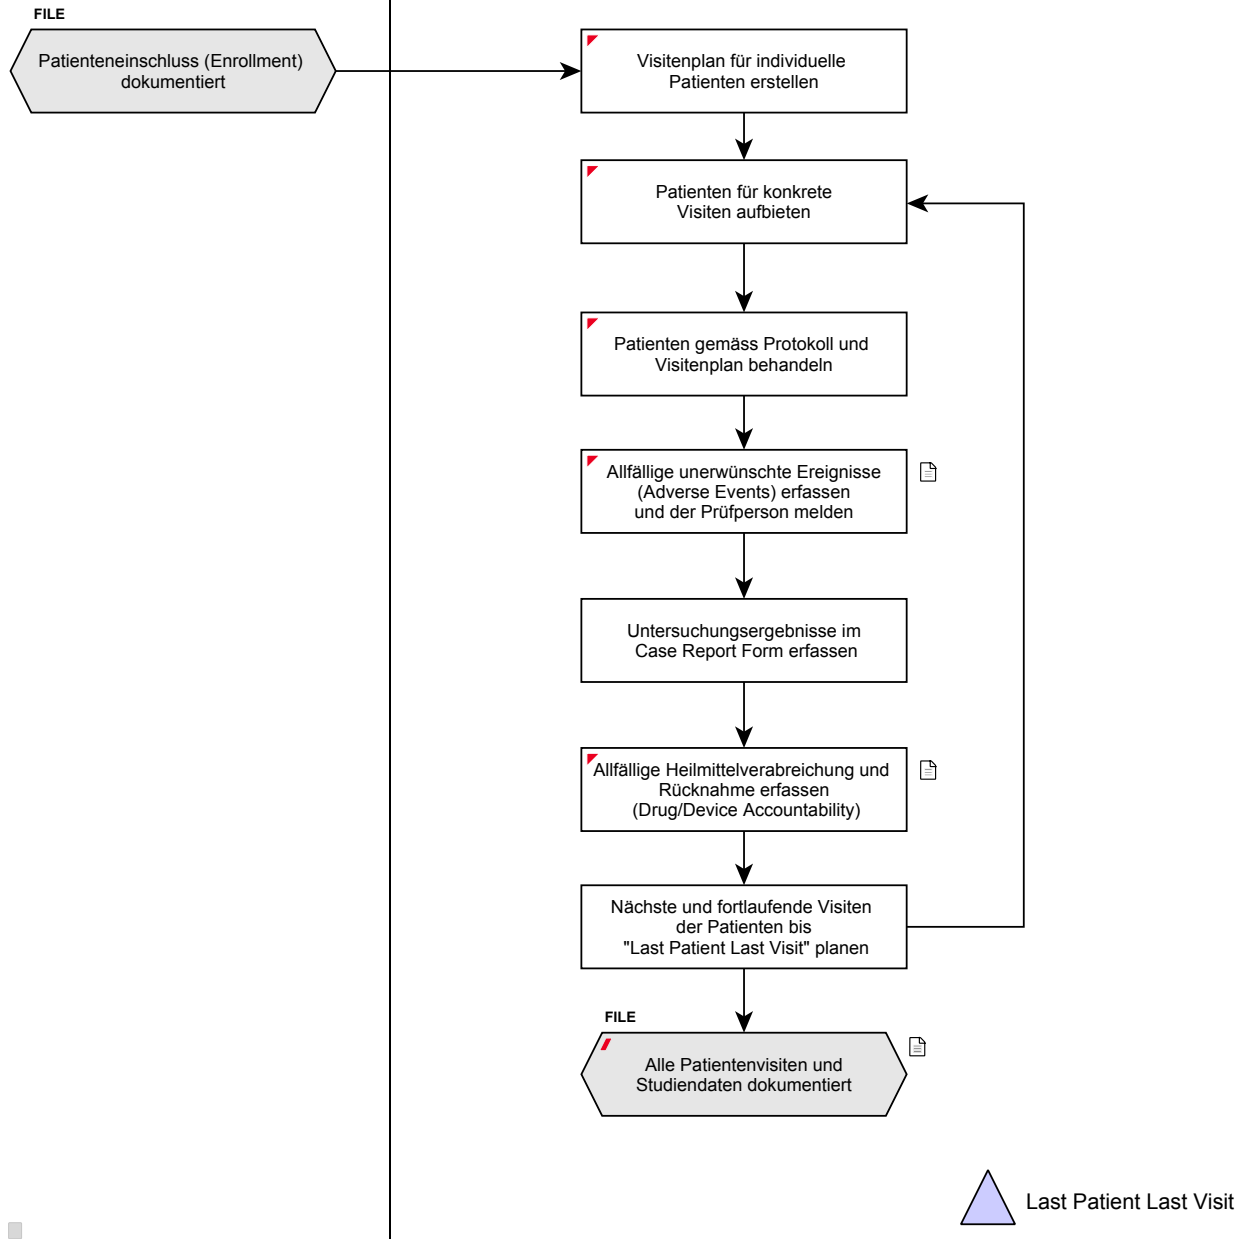 FILE
Patienteneinschluss (Enrollment)
dokumentiert
Visitenplan für individuelle
Patienten erstellen
Patienten für konkrete
Visiten aufbieten
Patienten gemäss Protokoll und
Visitenplan behandeln
Allfällige unerwünschte Ereignisse
(Adverse Events) erfassen
und der Prüfperson melden
Untersuchungsergebnisse im
Case Report Form erfassen
Allfällige Heilmittelverabreichung und
Rücknahme erfassen
(Drug/Device Accountability)
Nächste und fortlaufende Visiten
der Patienten bis
"Last Patient Last Visit" planen
FILE
Alle Patientenvisiten und
Studiendaten dokumentiert
Last Patient Last Visit